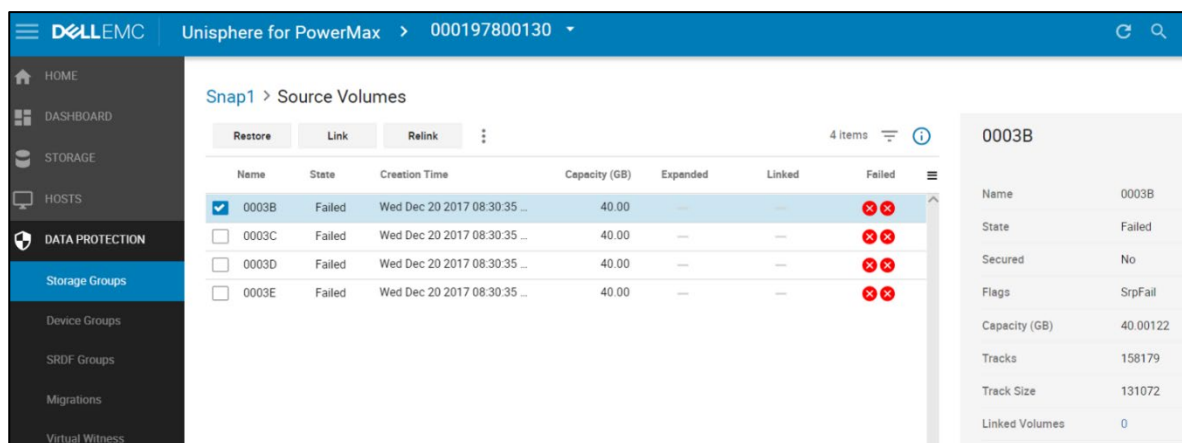 DELLEMC Unisphere for PowerMax > 000197800130
HOME
DASHBOARD
STORAGE
HOSTS
DATA PROTECTION
Storage Groups
Device Groups
SRDF Groups
Migrations
Virtual Witness
Snap1 > Source Volumes
Restore Link Relink 4 items
Name State Creation Time Capacity (GB) Expanded Linked Failed
0003B Failed Wed Dec 20 2017 08:30:35 ... 40.00 — —
0003C Failed Wed Dec 20 2017 08:30:35 ... 40.00 — —
0003D Failed Wed Dec 20 2017 08:30:35 ... 40.00 — —
0003E Failed Wed Dec 20 2017 08:30:35 ... 40.00 — —
0003B
Name 0003B
State Failed
Secured No
Flags SrpFail
Capacity (GB) 40.00122
Tracks 158179
Track Size 131072
Linked Volumes 0